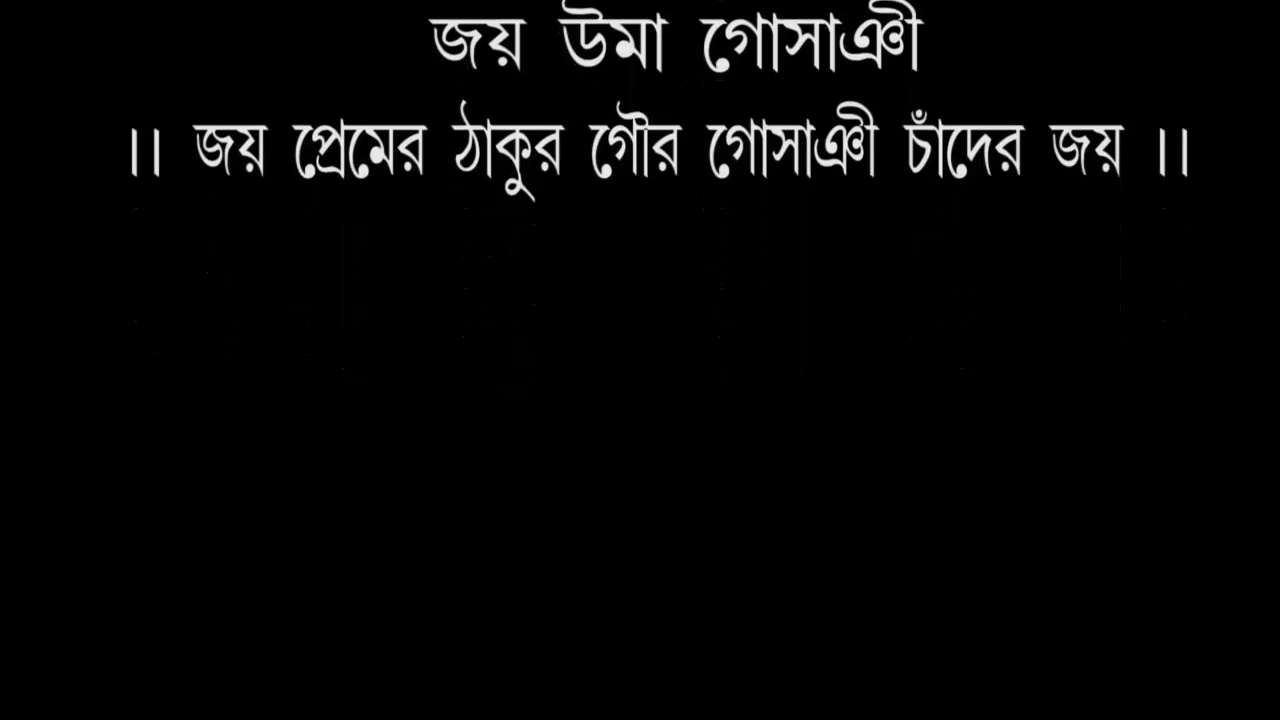 জয় উমা গোসাঞী
।। জয় প্রেমের ঠাকুর গৌর গোসাঞী চাঁদের জয় ।।